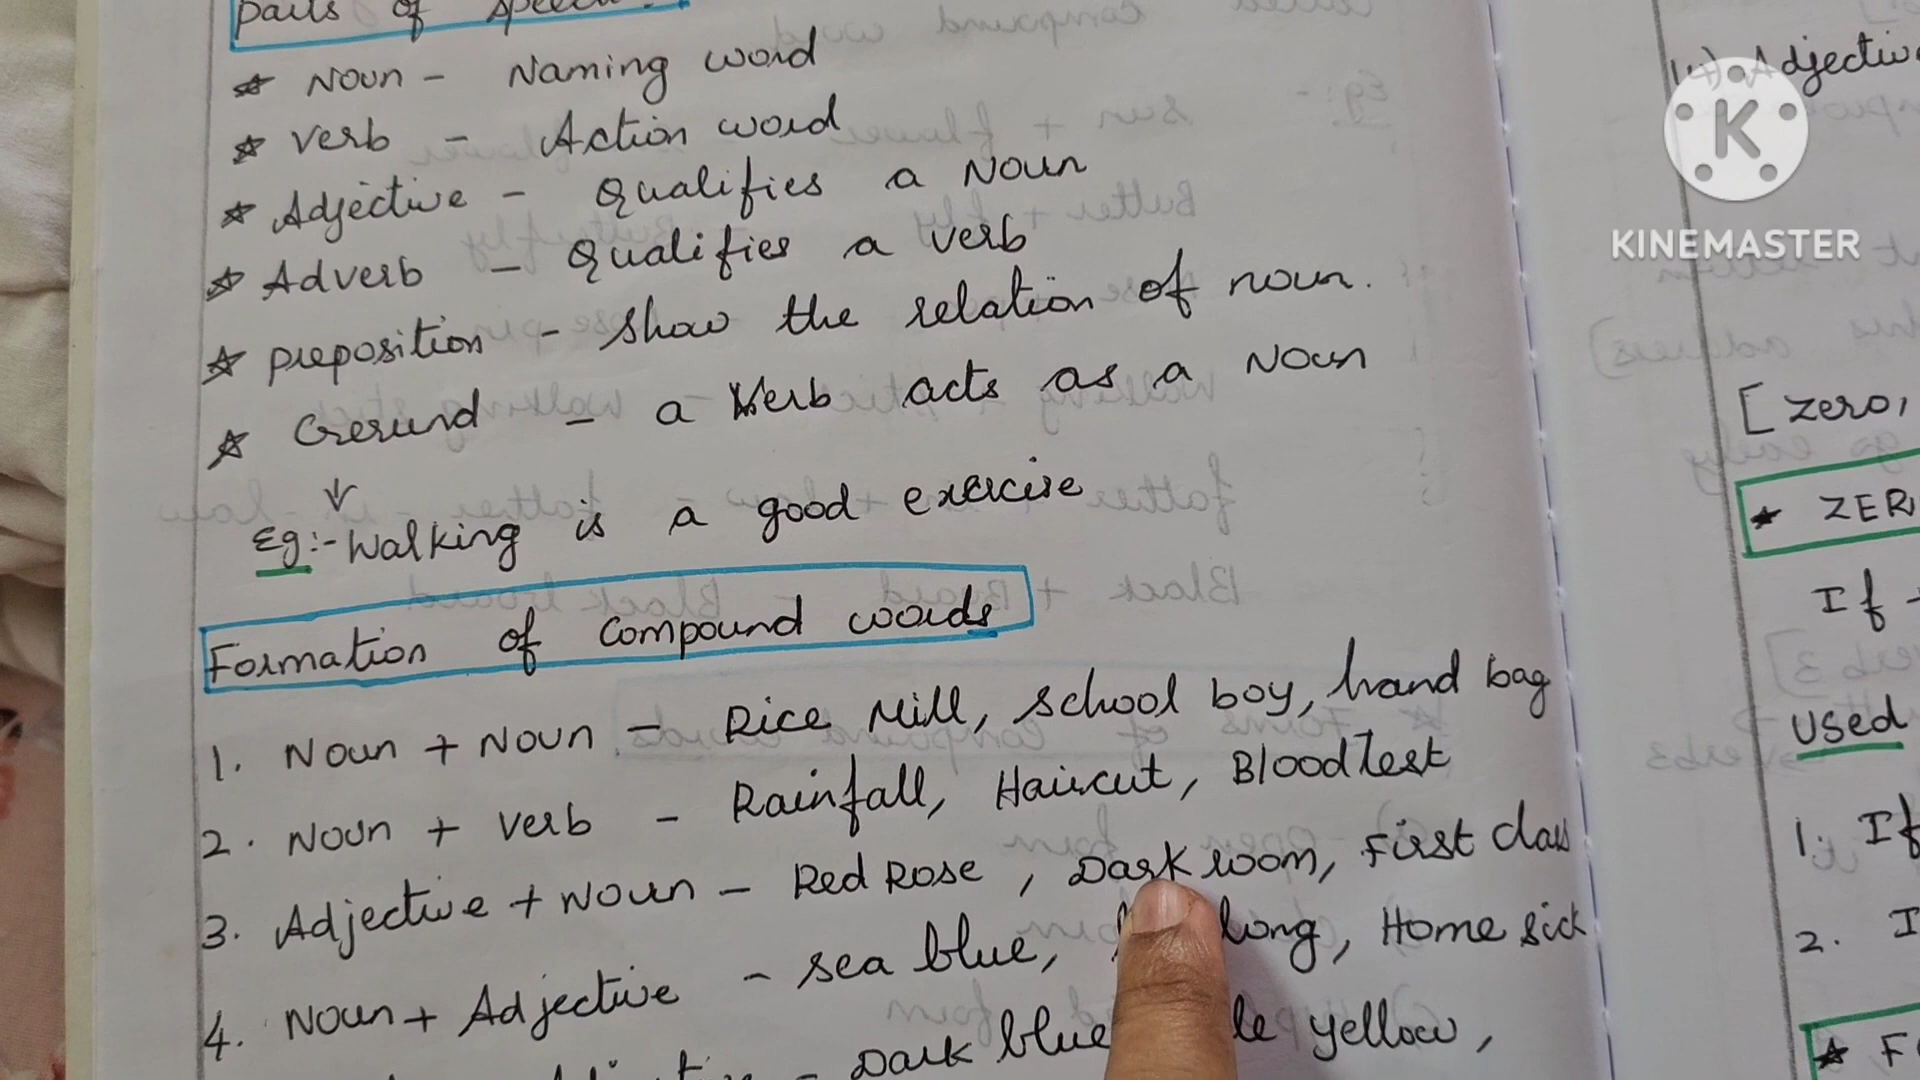 parts of speech:
★ Noun - Naming word
★ verb - Action word
★ Adjective - Qualifies a Noun
★ Adverb - Qualifies a verb
★ preposition - show the relation of noun.
★ Gerund - a Verb acts as a Noun
Eg:- Walking is a good exercise
Formation of compound words
1. Noun + Noun - Rice Mill, school boy, hand bag
2. Noun + verb - Rainfall, Haircut, Blood test
3. Adjective + Noun - Red Rose, Dark room, First class
4. Noun + Adjective - sea blue, long, Home sick
- Dark blue yellow,
Adjective
[zero,
★ ZER
If
Used
1. If
2. I
★ F
K
KINEMASTER